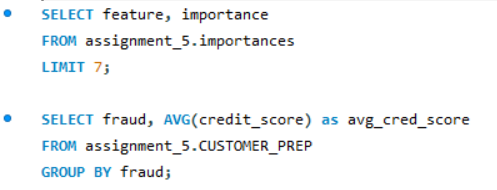 SELECT feature, importance
FROM assignment_5.importances
LIMIT 7;
SELECT fraud, AVG(credit_score) as avg_cred_score
FROM assignment_5.CUSTOMER_PREP
GROUP BY fraud;